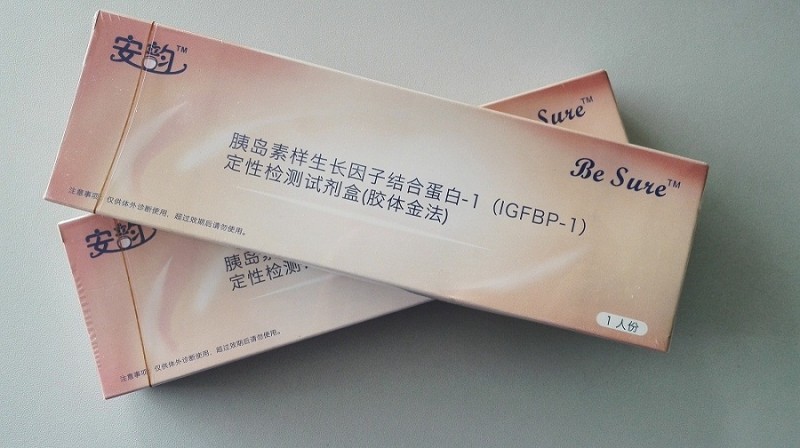 安韵™
Be Sure™
胰岛素样生长因子结合蛋白-1（IGFBP-1）
定性检测试剂盒(胶体金法)
注意事项：仅供体外诊断使用，超过效期后请勿使用。
1 人份
Sure™
安韵™
胰岛素
定性检测
注意事项：仅供体外诊断使用，超过效期后请勿使用。